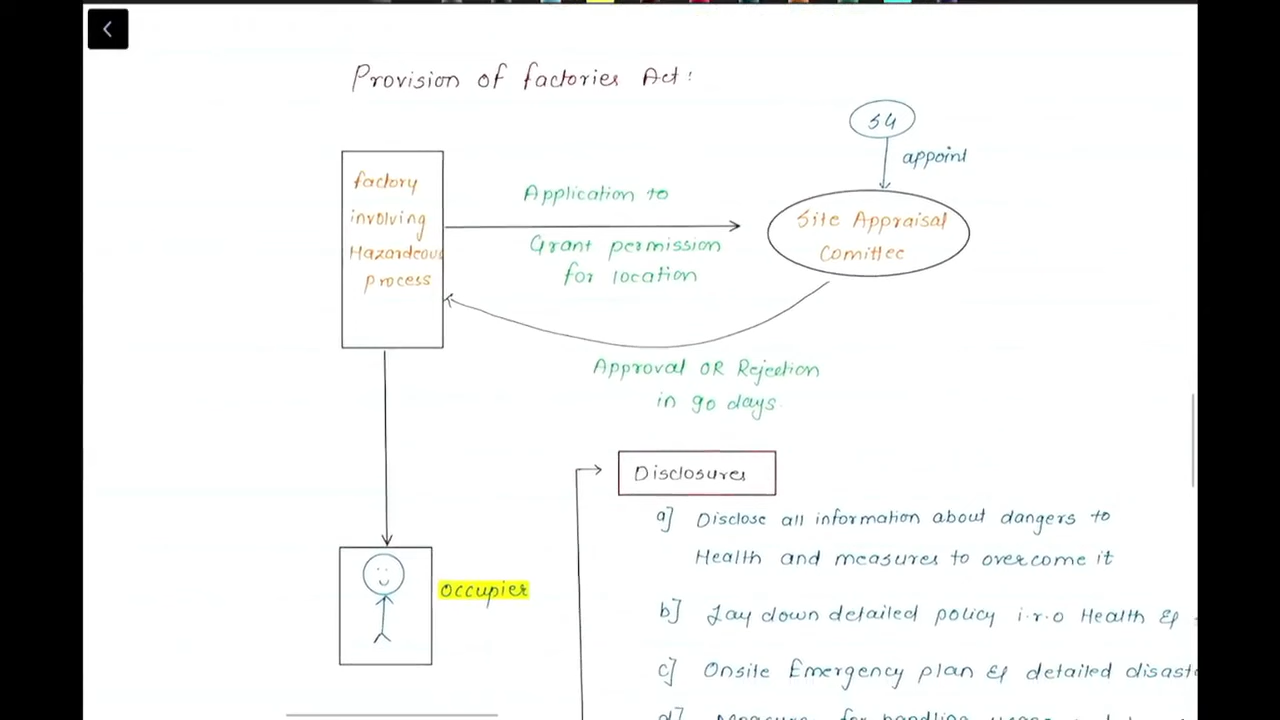 Provision of factories Act:
SG
appoint
factory
involving
Hazardeous
process
Application to
Grant permission
for location
Site Appraisal
Comittee
Approval OR Rejection
in 90 days
Disclosures
a] Disclose all information about dangers to
Health and measures to overcome it
occupier
b] Lay down detailed policy i.r.o Health &
c] Onsite Emergency plan & detailed disast